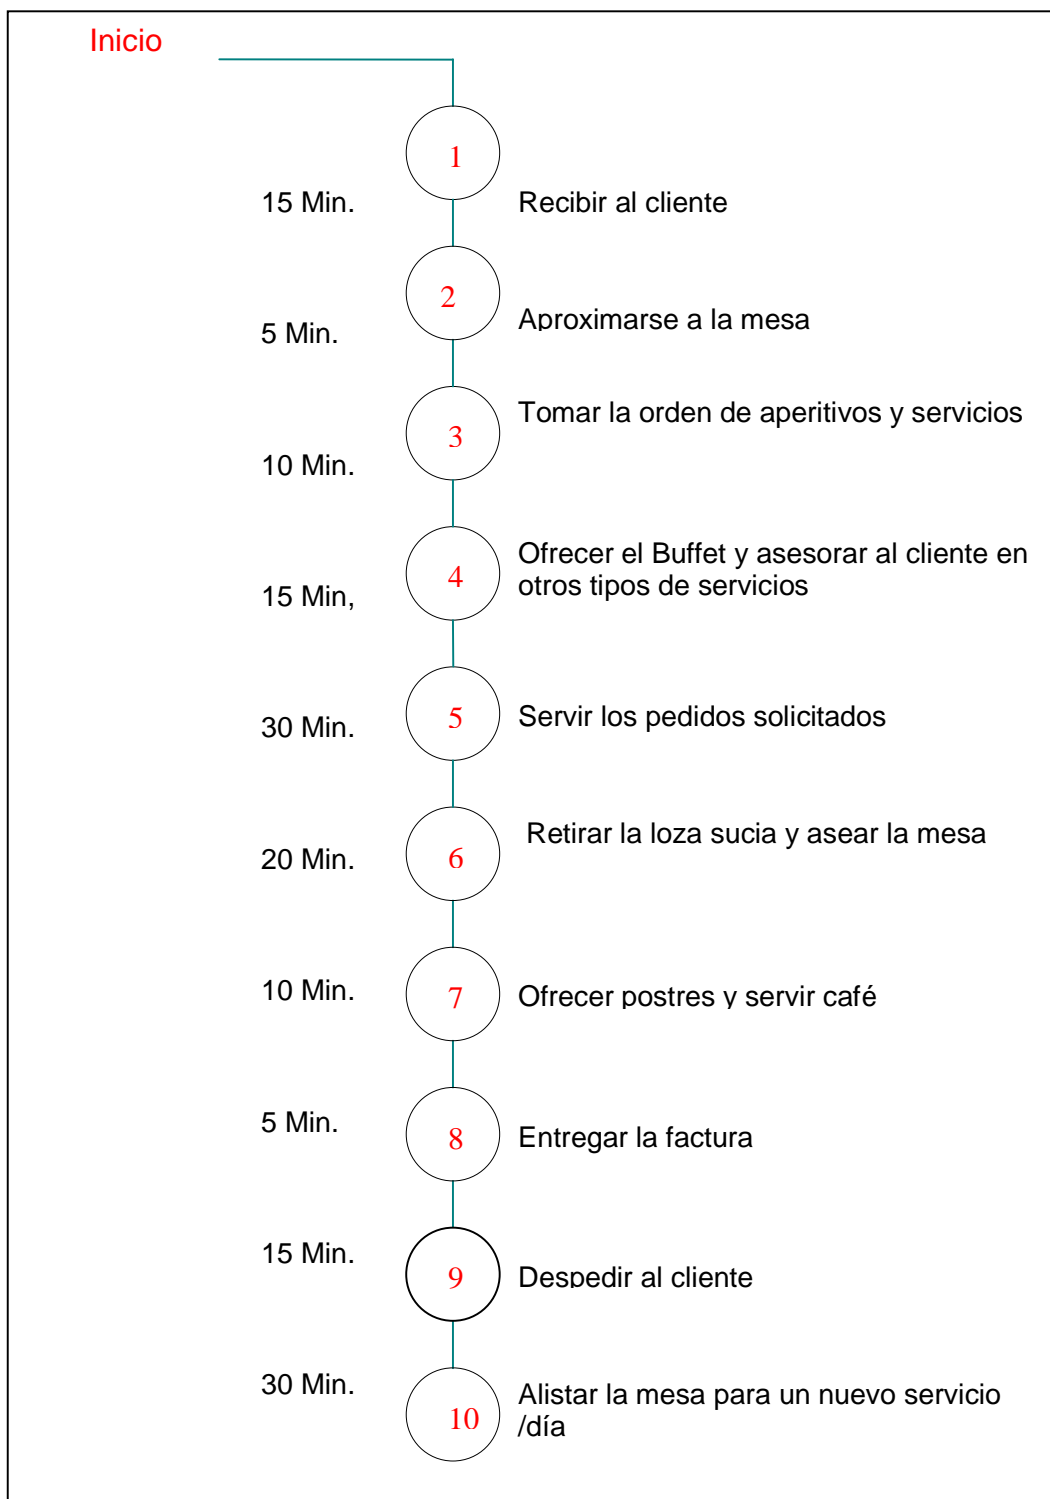 Inicio
1
15 Min.
Recibir al cliente
2
5 Min.
Aproximarse a la mesa
3
Tomar la orden de aperitivos y servicios
10 Min.
4
Ofrecer el Buffet y asesorar al cliente en
otros tipos de servicios
15 Min,
5
Servir los pedidos solicitados
30 Min.
6
Retirar la loza sucia y asear la mesa
20 Min.
7
10 Min.
Ofrecer postres y servir café
8
5 Min.
Entregar la factura
9
15 Min.
Despedir al cliente
10
30 Min.
Alistar la mesa para un nuevo servicio
/día